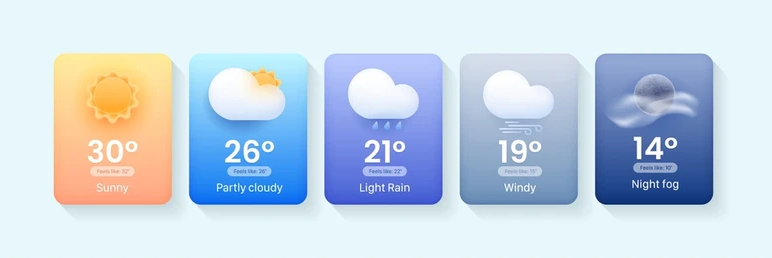 30°
Feels like: 32°
Sunny
26°
Feels like: 26°
Partly cloudy
21°
Feels like: 22°
Light Rain
19°
Feels like: 15°
Windy
14°
Feels like: 10°
Night fog